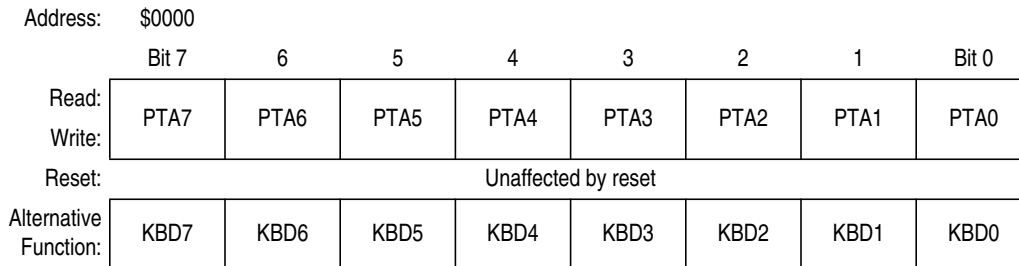 Address: $0000
Bit 7 6 5 4 3 2 1 Bit 0
Read:
PTA7 PTA6 PTA5 PTA4 PTA3 PTA2 PTA1 PTA0
Write:
Reset: Unaffected by reset
Alternative
Function: KBD7 KBD6 KBD5 KBD4 KBD3 KBD2 KBD1 KBD0